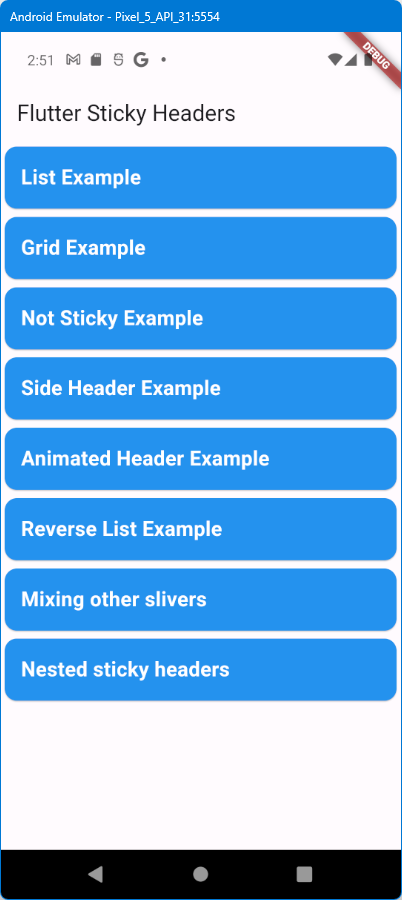 Android Emulator - Pixel_5_API_31:5554
2:51
DEBUG
Flutter Sticky Headers
List Example
Grid Example
Not Sticky Example
Side Header Example
Animated Header Example
Reverse List Example
Mixing other slivers
Nested sticky headers